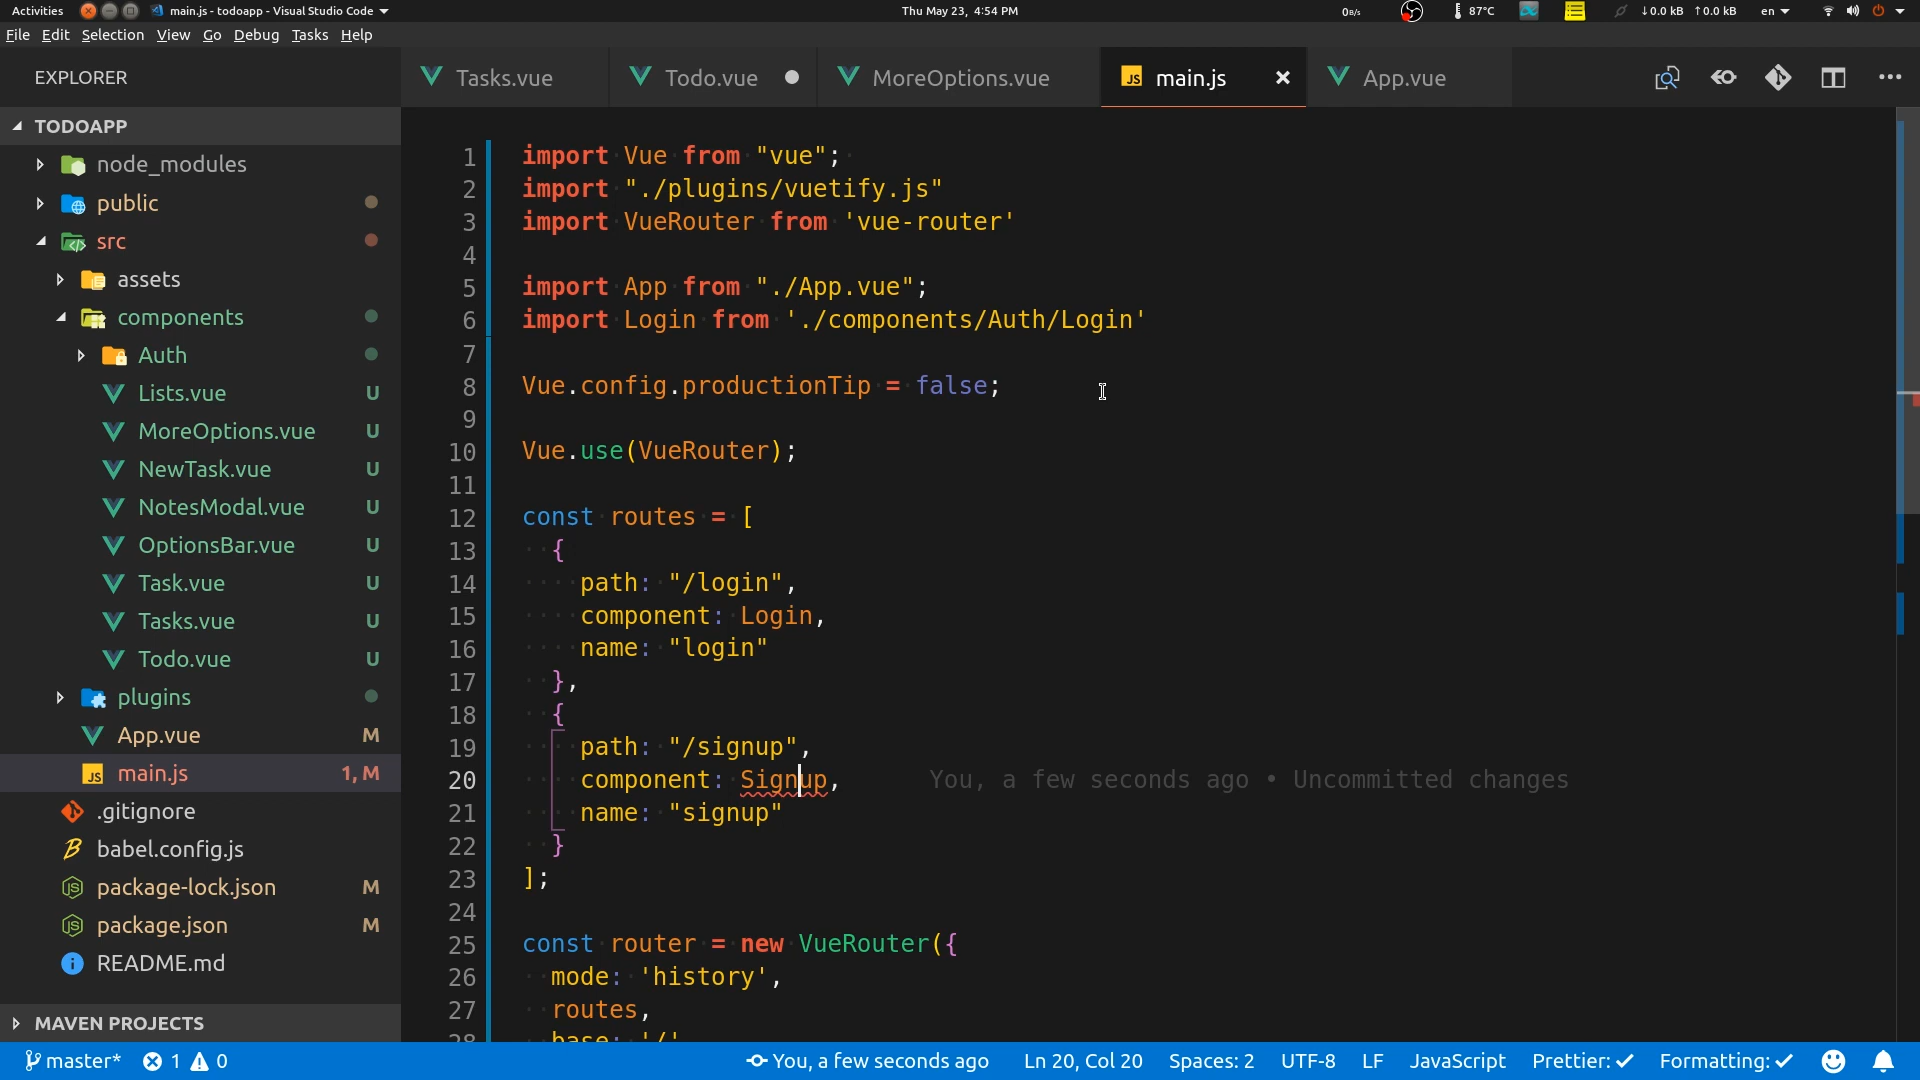 Activities main.js - todoapp - Visual Studio Code Thu May 23, 4:54 PM 0B/s 87°C ↓0.0 kB ↑0.0 kB en
File Edit Selection View Go Debug Tasks Help
EXPLORER
TODOAPP
node_modules
public
src
assets
components
Auth
Lists.vue U
MoreOptions.vue U
NewTask.vue U
NotesModal.vue U
OptionsBar.vue U
Task.vue U
Tasks.vue U
Todo.vue U
plugins
App.vue M
main.js 1, M
.gitignore
babel.config.js
package-lock.json M
package.json M
README.md
MAVEN PROJECTS
Tasks.vue Todo.vue MoreOptions.vue JS main.js App.vue
1 import Vue from "vue";
2 import "./plugins/vuetify.js"
3 import VueRouter from 'vue-router'
4
5 import App from "./App.vue";
6 import Login from './components/Auth/Login'
7
8 Vue.config.productionTip = false;
9
10 Vue.use(VueRouter);
11
12 const routes = [
13 {
14 path: "/login",
15 component: Login,
16 name: "login"
17 },
18 {
19 path: "/signup",
20 component: Signup, You, a few seconds ago • Uncommitted changes
21 name: "signup"
22 }
23 ];
24
25 const router = new VueRouter({
26 mode: 'history',
27 routes,
28 base: '/'
master* 1 0 You, a few seconds ago Ln 20, Col 20 Spaces: 2 UTF-8 LF JavaScript Prettier: ✓ Formatting: ✓